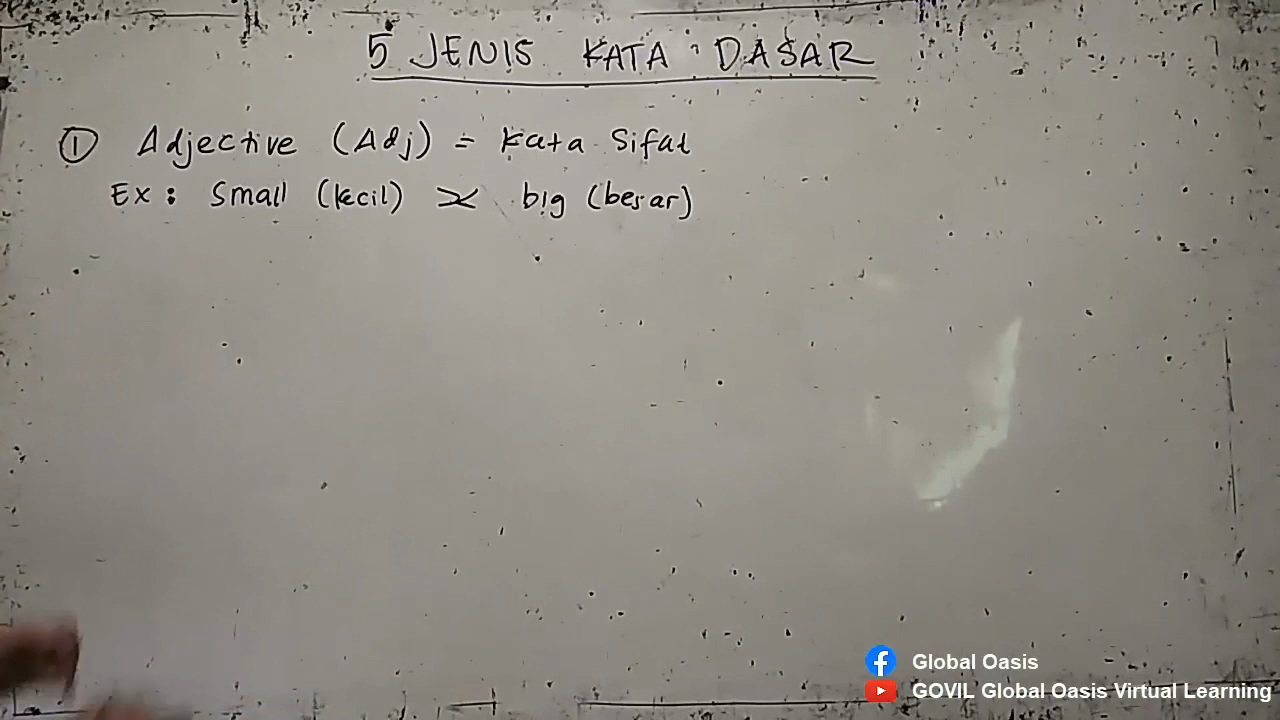 5 JENIS KATA DASAR
① Adjective (Adj) = Kata Sifat
Ex : Small (kecil) >< big (besar)
Global Oasis
GOVIL Global Oasis Virtual Learning